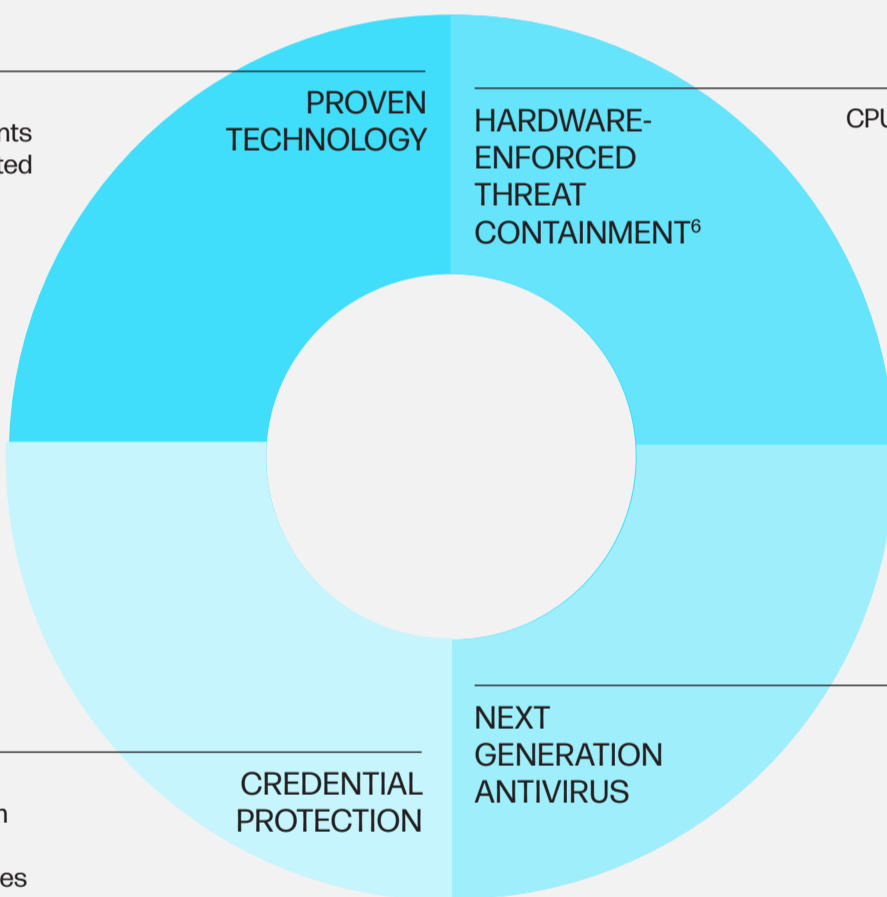 PROVEN
TECHNOLOGY
HARDWARE-
ENFORCED
THREAT
CONTAINMENT⁶
NEXT
GENERATION
ANTIVIRUS
CREDENTIAL
PROTECTION